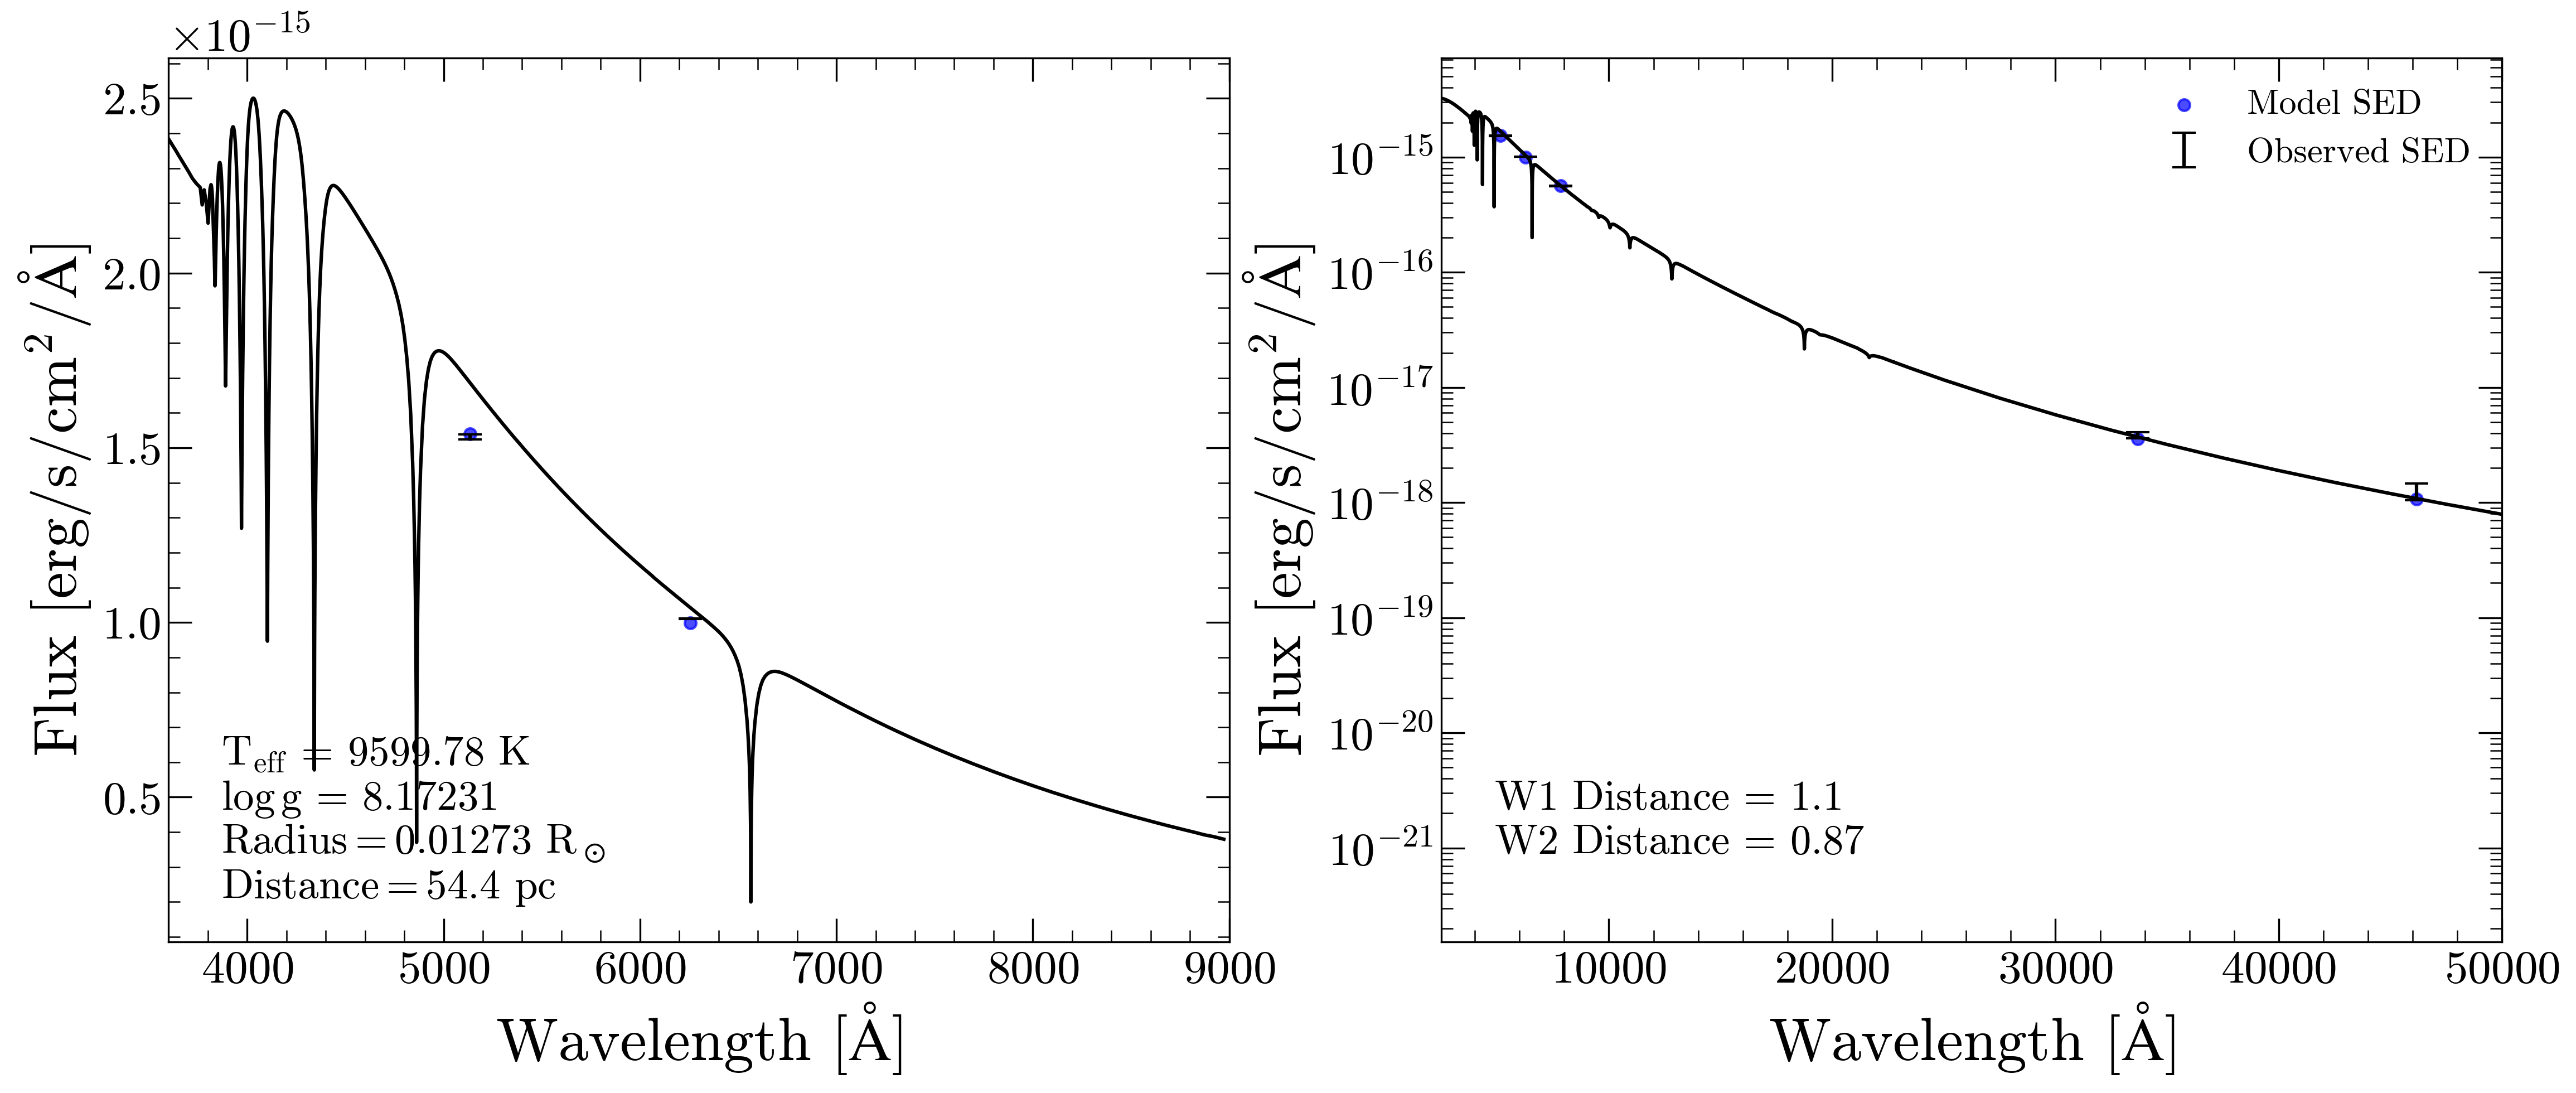 ×10⁻¹⁵
Flux [erg/s/cm²/Å]
2.5
2.0
1.5
1.0
0.5
T_eff = 9599.78 K
log g = 8.17231
Radius = 0.01273 R_⊙
Distance = 54.4 pc
4000 5000 6000 7000 8000 9000
Wavelength [Å]
Flux [erg/s/cm²/Å]
10⁻¹⁵
10⁻¹⁶
10⁻¹⁷
10⁻¹⁸
10⁻¹⁹
10⁻²⁰
10⁻²¹
Model SED
Observed SED
W1 Distance = 1.1
W2 Distance = 0.87
10000 20000 30000 40000 50000
Wavelength [Å]